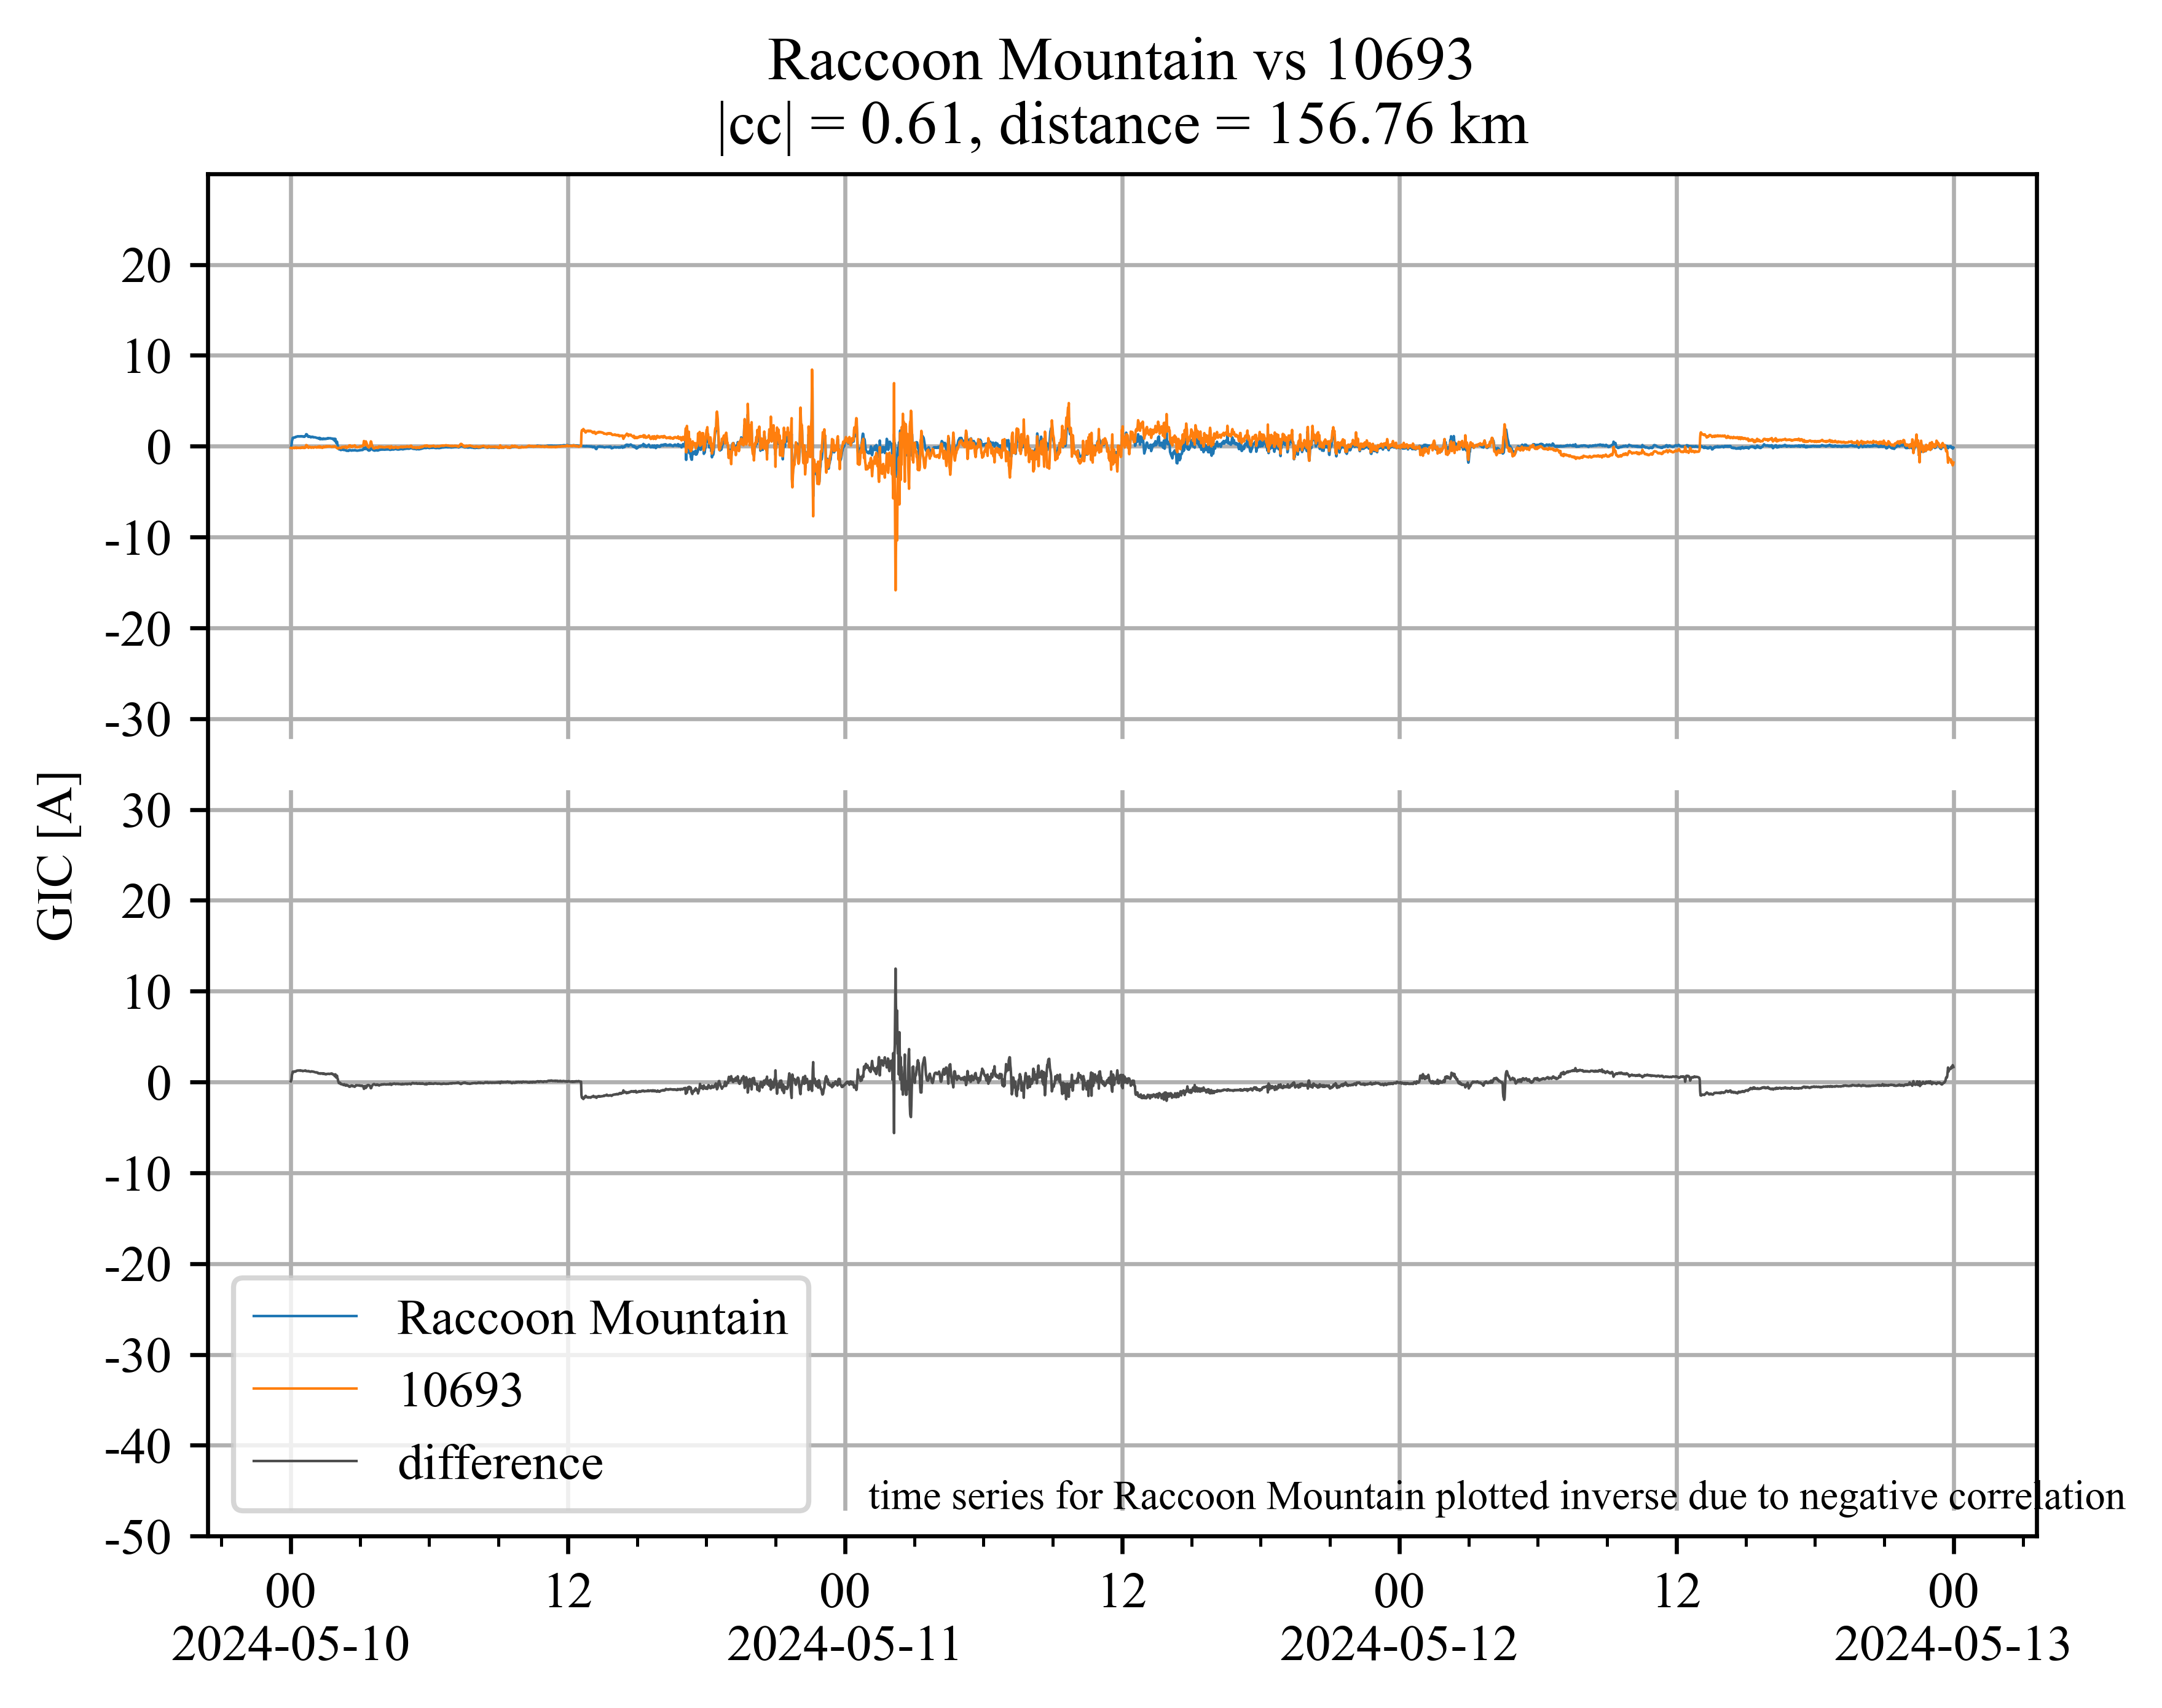 Raccoon Mountain vs 10693
|cc| = 0.61, distance = 156.76 km
GIC [A]
20
10
0
-10
-20
-30
30
20
10
0
-10
-20
-30
-40
-50
Raccoon Mountain
10693
difference
time series for Raccoon Mountain plotted inverse due to negative correlation
00 12 00 12 00 12 00
2024-05-10 2024-05-11 2024-05-12 2024-05-13